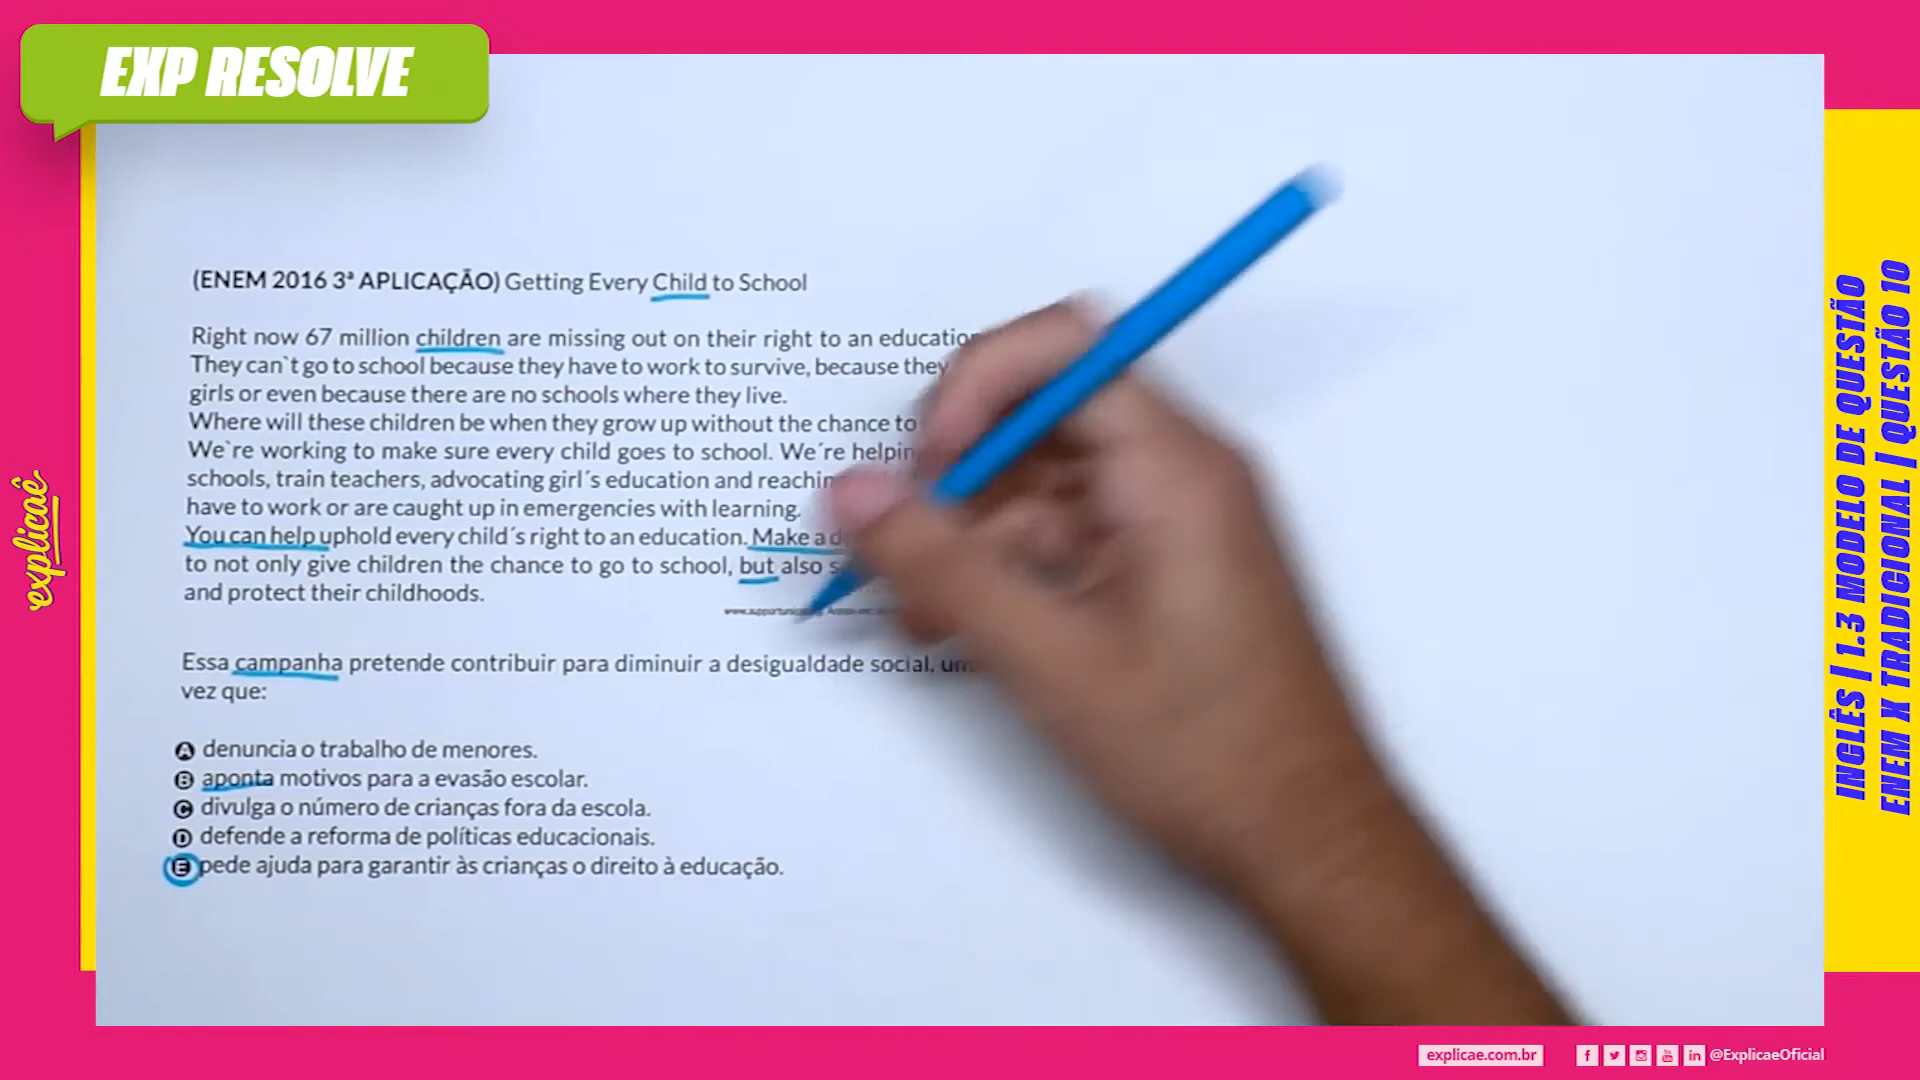 EXP RESOLVE
(ENEM 2016 3ª APLICAÇÃO) Getting Every Child to School
Right now 67 million children are missing out on their right to an
They can`t go to school because they have to work to survive, because they
girls or even because there are no schools where they live.
Where will these children be when they grow up without the chance to
We`re working to make sure every child goes to school. We´re
schools, train teachers, advocating girl´s education and
have to work or are caught up in emergencies with learning.
You can help uphold every child´s right to an education. Make a
to not only give children the chance to go to school, but also
and protect their childhoods.
Essa campanha pretende contribuir para diminuir a desigualdade social,
vez que:
A denuncia o trabalho de menores.
B aponta motivos para a evasão escolar.
C divulga o número de crianças fora da escola.
D defende a reforma de políticas educacionais.
E pede ajuda para garantir às crianças o direito à educação.
explicaê
INGLÊS | 1.3 MODELO DE QUESTÃO
ENEM X TRADICIONAL | QUESTÃO 10
explicae.com.br
@ExplicaeOficial